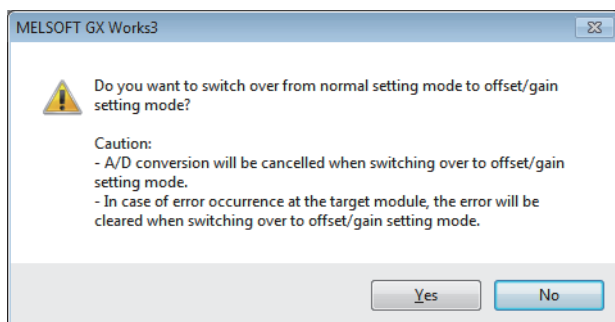 MELSOFT GX Works3
Do you want to switch over from normal setting mode to offset/gain
setting mode?
Caution:
- A/D conversion will be cancelled when switching over to offset/gain
setting mode.
- In case of error occurrence at the target module, the error will be
cleared when switching over to offset/gain setting mode.
Yes
No